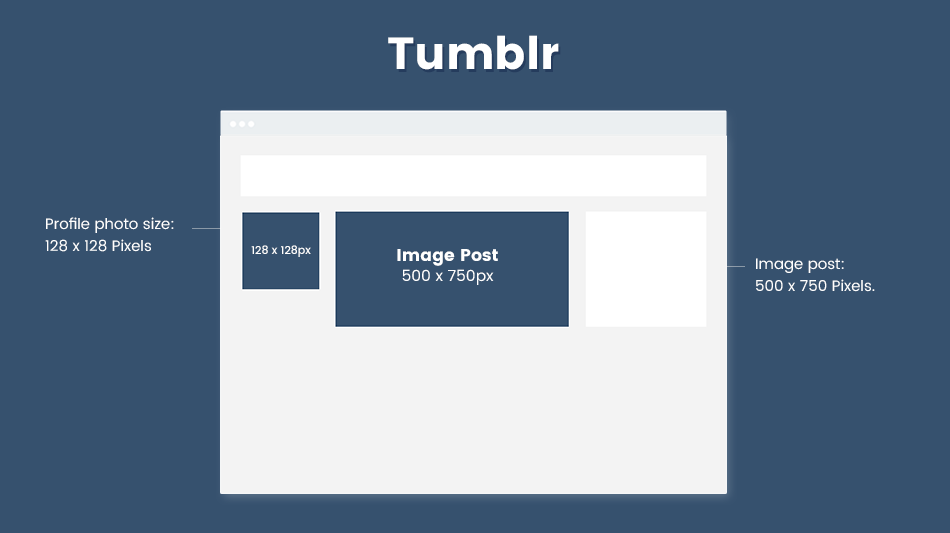 Tumblr
Profile photo size:
128 x 128 Pixels
128 x 128px
Image Post
500 x 750px
Image post:
500 x 750 Pixels.